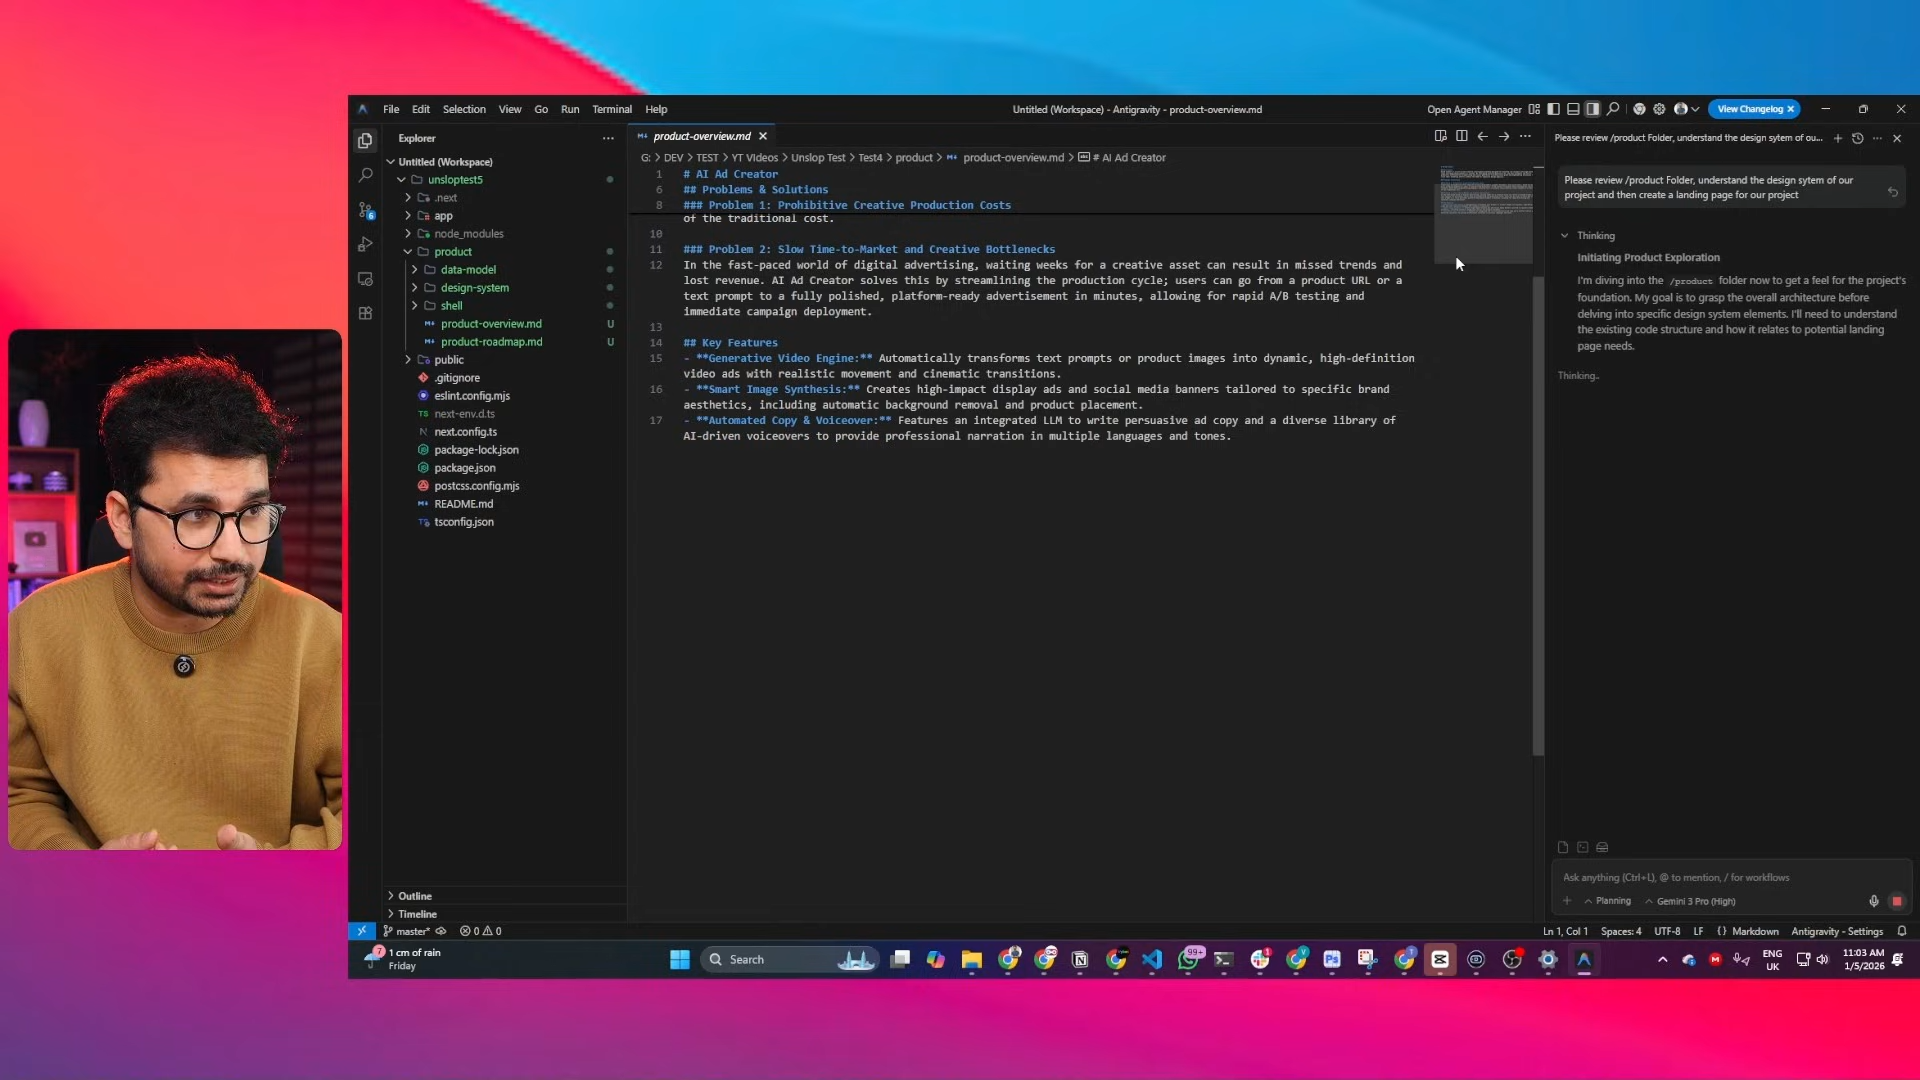 File Edit Selection View Go Run Terminal Help
Untitled (Workspace) - Antigravity - product-overview.md
Open Agent Manager
View Changelog
Explorer
Untitled (Workspace)
unsloptest5
.next
app
node_modules
product
data-model
design-system
shell
product-overview.md U
product-roadmap.md U
public
.gitignore
eslint.config.mjs
next-env.d.ts
next.config.ts
package-lock.json
package.json
postcss.config.mjs
README.md
tsconfig.json
Outline
Timeline
product-overview.md
G: > DEV > TEST > YT VIdeos > Unslop Test > Test4 > product > product-overview.md > # AI Ad Creator
1 # AI Ad Creator
6 ## Problems & Solutions
8 ### Problem 1: Prohibitive Creative Production Costs
of the traditional cost.
10
11 ### Problem 2: Slow Time-to-Market and Creative Bottlenecks
12 In the fast-paced world of digital advertising, waiting weeks for a creative asset can result in missed trends and
lost revenue. AI Ad Creator solves this by streamlining the production cycle; users can go from a product URL or a
text prompt to a fully polished, platform-ready advertisement in minutes, allowing for rapid A/B testing and
immediate campaign deployment.
13
14 ## Key Features
15 - **Generative Video Engine:** Automatically transforms text prompts or product images into dynamic, high-definition
video ads with realistic movement and cinematic transitions.
16 - **Smart Image Synthesis:** Creates high-impact display ads and social media banners tailored to specific brand
aesthetics, including automatic background removal and product placement.
17 - **Automated Copy & Voiceover:** Features an integrated LLM to write persuasive ad copy and a diverse library of
AI-driven voiceovers to provide professional narration in multiple languages and tones.
Please review /product Folder, understand the design sytem of ou...
Please review /product Folder, understand the design sytem of our
project and then create a landing page for our project
Thinking
Initiating Product Exploration
I'm diving into the /product folder now to get a feel for the project's
foundation. My goal is to grasp the overall architecture before
delving into specific design system elements. I'll need to understand
the existing code structure and how it relates to potential landing
page needs.
Thinking..
Ask anything (Ctrl+L), @ to mention, / for workflows
Planning Gemini 3 Pro (High)
master* 0 0
Ln 1, Col 1 Spaces: 4 UTF-8 LF {} Markdown Antigravity - Settings
1 cm of rain
Friday
Search
99+
ENG
UK
11:03 AM
1/5/2026